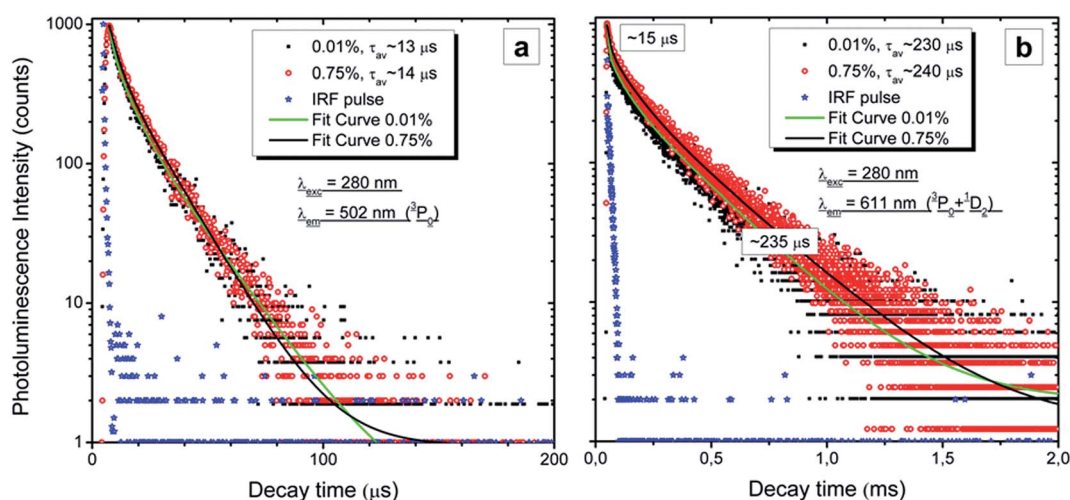 Photoluminescence Intensity (counts)
1000
100
10
1
a
0.01%, τav~13 μs
0.75%, τav~14 μs
IRF pulse
Fit Curve 0.01%
Fit Curve 0.75%
λexc = 280 nm
λem = 502 nm (³P₀)
0 100 200
Decay time (μs)
b
~15 μs
0.01%, τav~230 μs
0.75%, τav~240 μs
IRF pulse
Fit Curve 0.01%
Fit Curve 0.75%
λexc = 280 nm
λem = 611 nm (³P₀+¹D₂)
~235 μs
0,0 0,5 1,0 1,5 2,0
Decay time (ms)